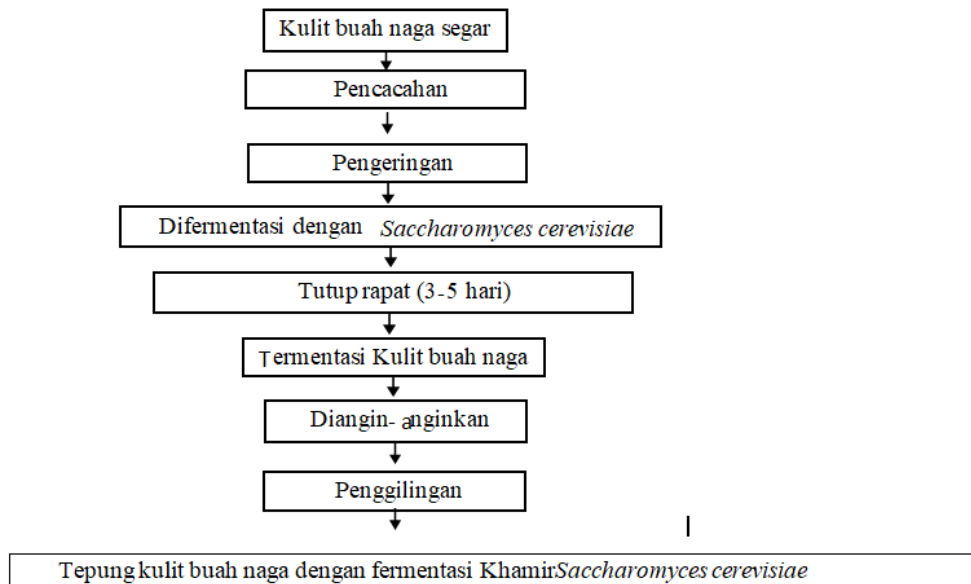 Kulit buah naga segar
Pencacahan
Pengeringan
Difermentasi dengan Saccharomyces cerevisiae
Tutup rapat (3-5 hari)
Termentasi Kulit buah naga
Diangin- anginkan
Penggilingan
Tepung kulit buah naga dengan fermentasi KhamirSaccharomyces cerevisiae